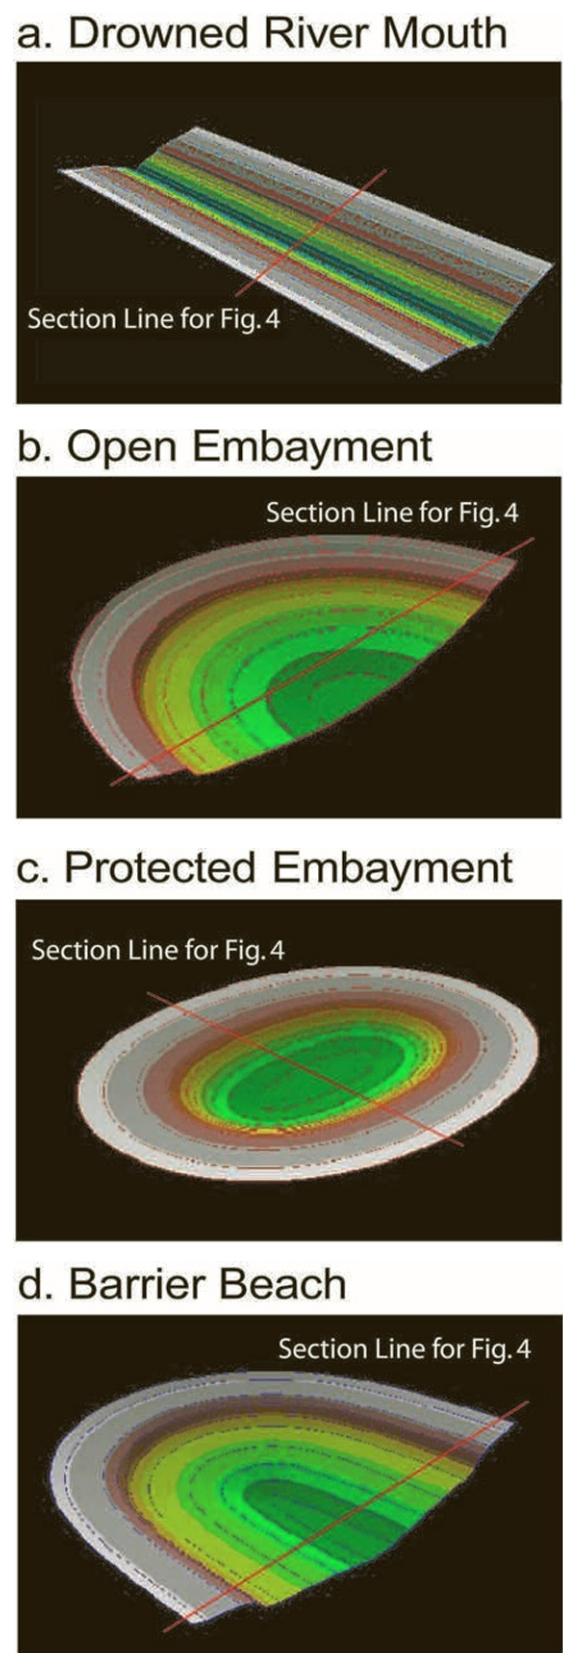 a. Drowned River Mouth
Section Line for Fig. 4
b. Open Embayment
Section Line for Fig. 4
c. Protected Embayment
Section Line for Fig. 4
d. Barrier Beach
Section Line for Fig. 4